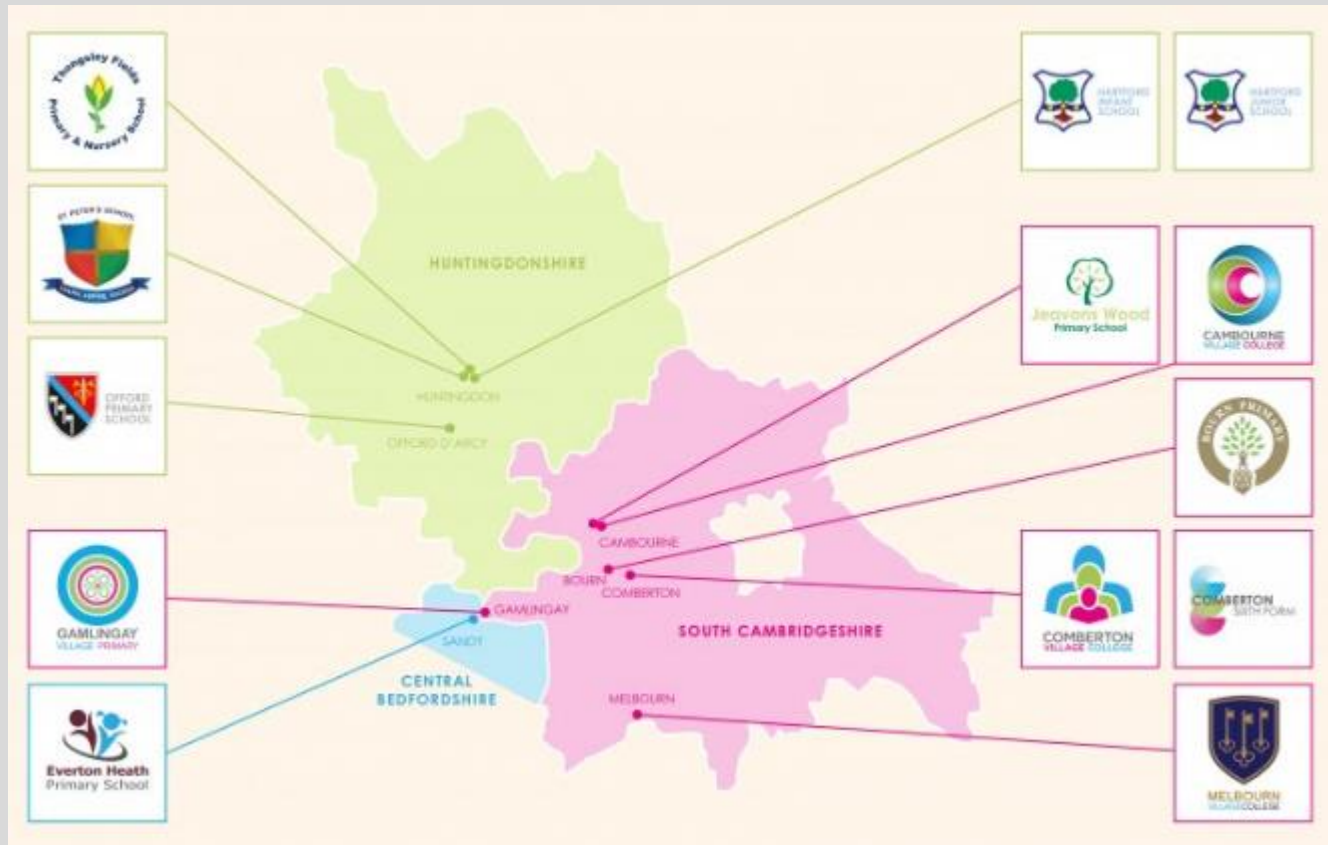 Thongsley Fields
Primary & Nursery School
ST PETER'S SCHOOL
OFFORD
PRIMARY
SCHOOL
GAMLINGAY
VILLAGE PRIMARY
Everton Heath
Primary School
HUNTINGDONSHIRE
HUNTINGDON
OFFORD D'ARCY
CAMBOURNE
BOURN
COMBERTON
GAMLINGAY
SANDY
SOUTH CAMBRIDGESHIRE
CENTRAL
BEDFORDSHIRE
MELBOURN
HARTFORD
INFANT
SCHOOL
HARTFORD
JUNIOR
SCHOOL
Jeavons Wood
Primary School
CAMBOURNE
VILLAGE COLLEGE
BOURN PRIMARY
COMBERTON
VILLAGE COLLEGE
COMBERTON
SIXTH FORM
MELBOURN
VILLAGE COLLEGE